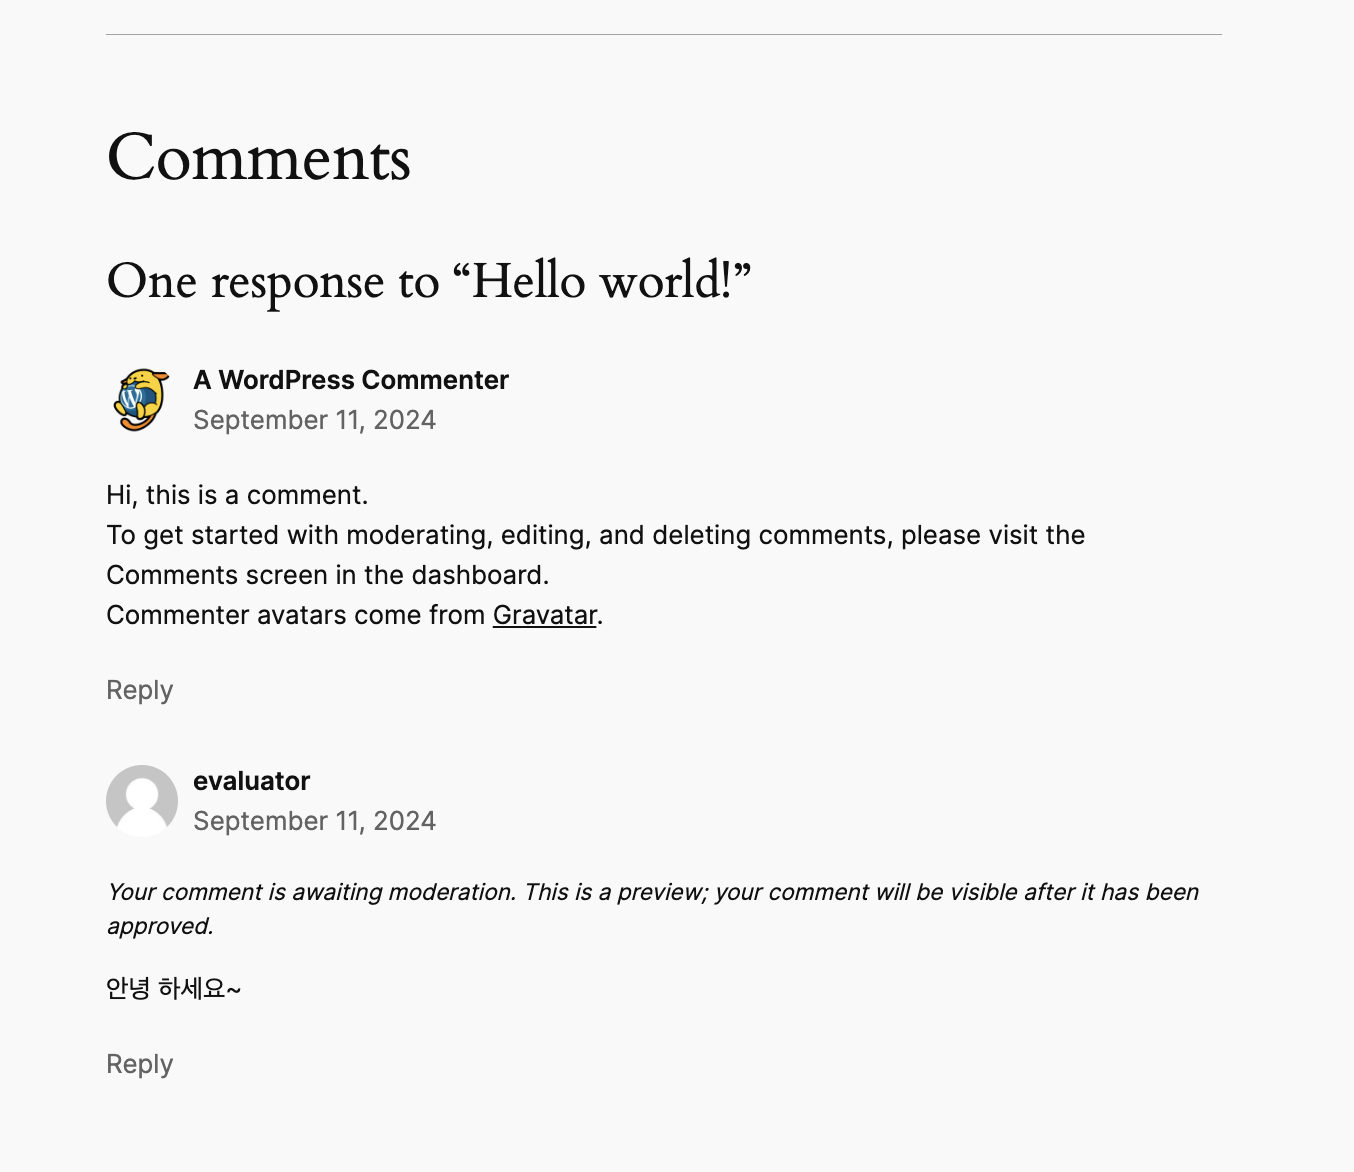 Comments
One response to “Hello world!”
A WordPress Commenter
September 11, 2024
Hi, this is a comment.
To get started with moderating, editing, and deleting comments, please visit the
Comments screen in the dashboard.
Commenter avatars come from Gravatar.
Reply
evaluator
September 11, 2024
Your comment is awaiting moderation. This is a preview; your comment will be visible after it has been
approved.
안녕 하세요~
Reply